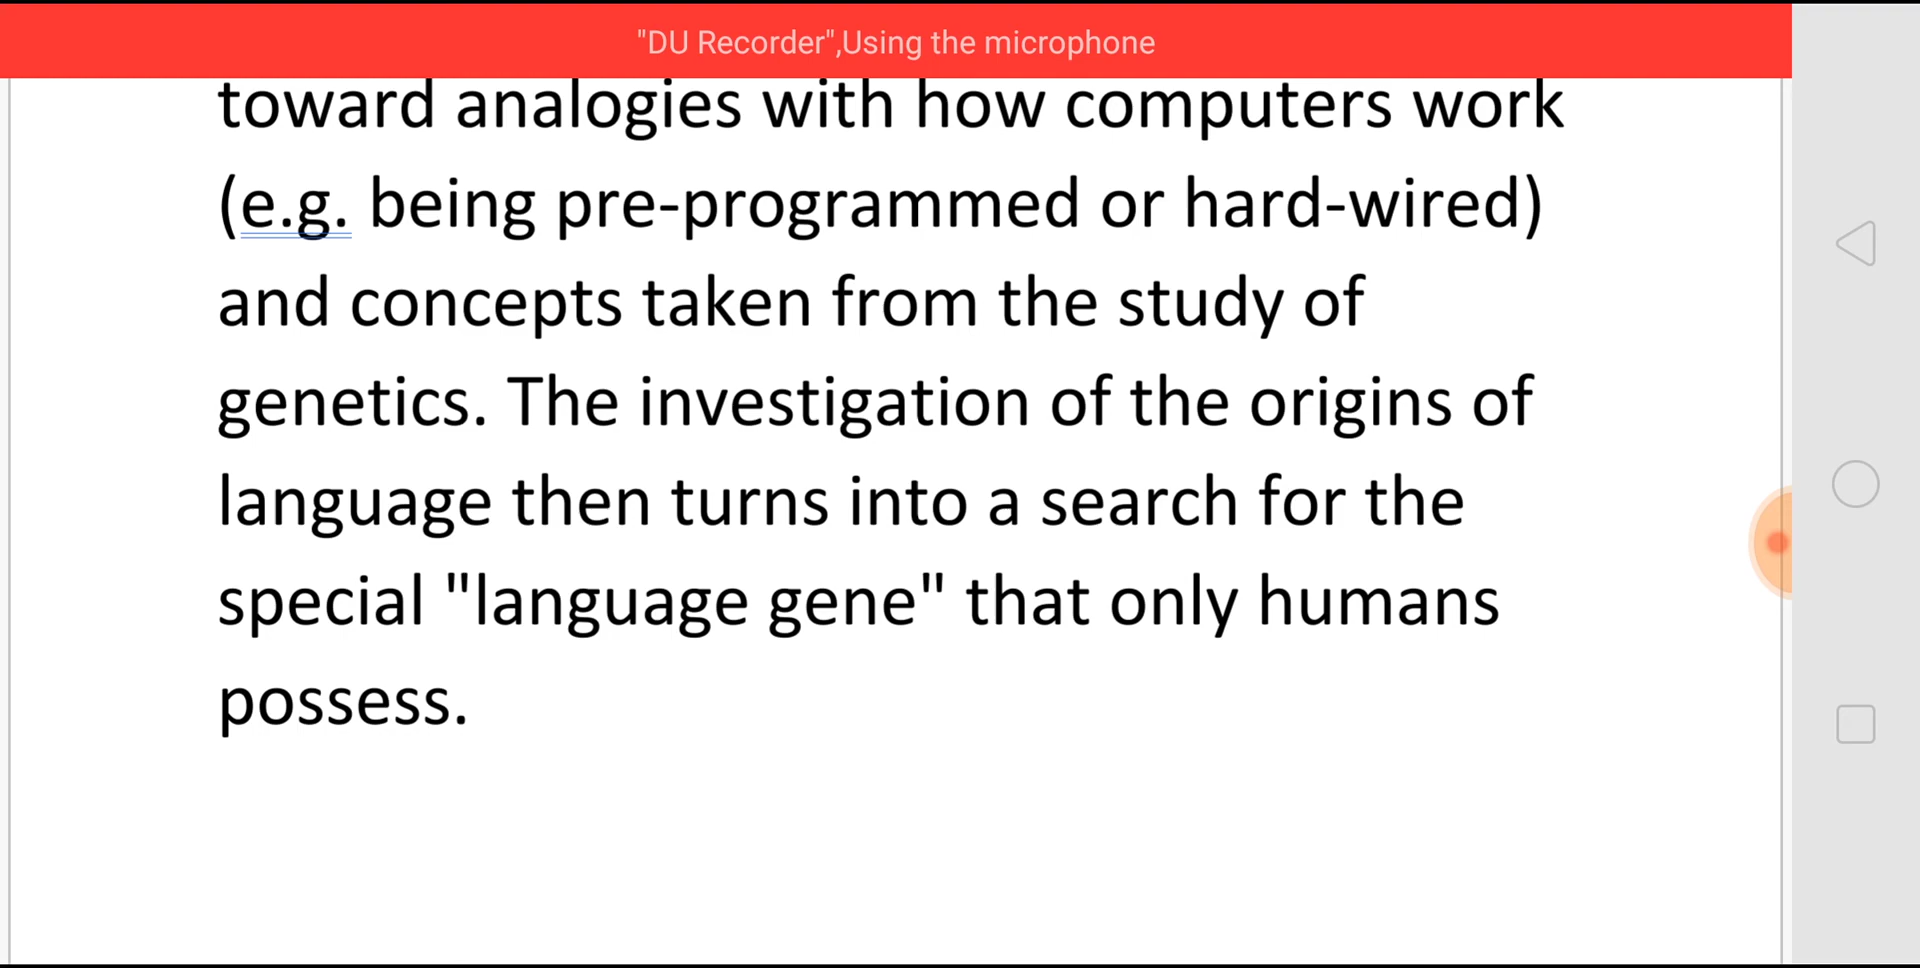 "DU Recorder",Using the microphone
toward analogies with how computers work
(e.g. being pre-programmed or hard-wired)
and concepts taken from the study of
genetics. The investigation of the origins of
language then turns into a search for the
special "language gene" that only humans
possess.